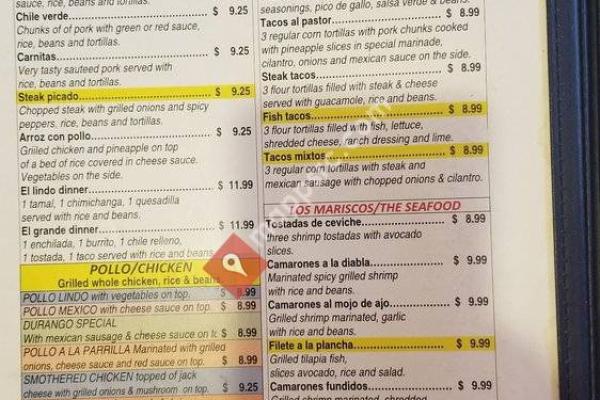 sauce, rice, beans and tortillas.
Chile verde $ 9.25
Chunks of of pork with green or red sauce,
rice, beans and tortillas.
Carnitas $ 9.25
Very tasty sauteed pork served with
rice, beans and tortillas.
Steak picado $ 9.25
Chopped steak with grilled onions and spicy
peppers, rice, beans and tortillas.
Arroz con pollo $ 9.25
Griiled chicken and pineapple on top
of a bed of rice covered in cheese sauce.
Vegetables on the side.
El lindo dinner $ 11.99
1 tamal, 1 chimichanga, 1 quesadilla
served with rice and beans.
El grande dinner $ 11.99
1 enchilada, 1 burrito, 1 chile relleno,
1 tostada, 1 taco served with rice and beans
POLLO/CHICKEN
Grilled whole chicken, rice & beans
POLLO LINDO with vegetables on top. $ 8.99
POLLO MEXICO with cheese sauce on top. $ 8.99
DURANGO SPECIAL
With mexican sausage & cheese sauce on to $ 8.99
POLLO A LA PARRILLA Marinated with grilled
onions, cheese sauce and red sauce on top. $ 8.99
SMOTHERED CHICKEN topped of jack
cheese with grilled onions & mushroom on top. $ 9.25
seasonings, pico de gallo, salsa verde & beans.
Tacos al pastor $ 8.99
3 regular corn tortillas with pork chunks cooked
with pineapple slices in special marinade,
cilantro, onions and mexican sauce on the side.
Steak tacos $ 8.99
3 flour tortillas filled with steak & cheese
served with guacamole, rice and beans.
Fish tacos $ 8.99
3 flour tortillas filled with fish, lettuce,
shredded cheese, ranch dressing and lime.
Tacos mixtos $ 8.99
3 regular corn tortillas with steak and
mexican sausage with chopped onions & cilantro.
LOS MARISCOS/THE SEAFOOD
Tostadas de ceviche $ 8.99
three shrimp tostadas with avocado
slices.
Camarones a la diabla $ 9.99
Marinated spicy grilled shrimp
with rice and beans.
Camarones al mojo de ajo $ 9.99
Grilled shrimp marinated, garlic
with rice and beans.
Filete a la plancha $ 9.99
Grilled tilapia fish,
slices avocado, rice and salad.
Camarones fundidos $ 9.99
Grilled shrimp marinated, shredded